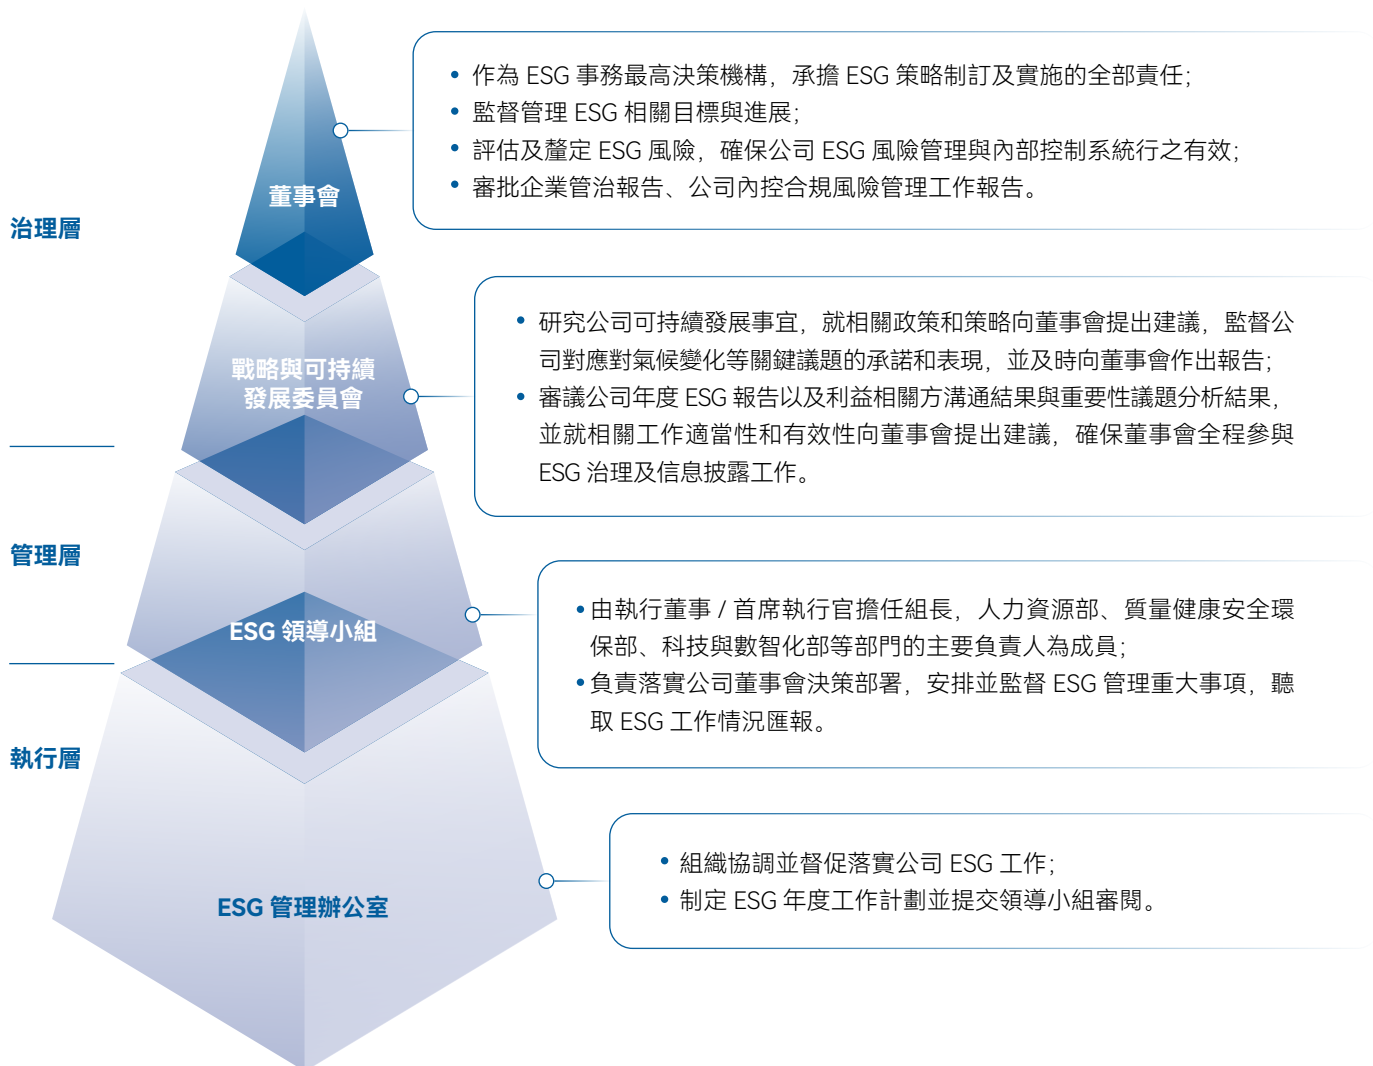 治理層
董事會
• 作為 ESG 事務最高決策機構，承擔 ESG 策略制訂及實施的全部責任；
• 監督管理 ESG 相關目標與進展；
• 評估及釐定 ESG 風險，確保公司 ESG 風險管理與內部控制系統行之有效；
• 審批企業管治報告、公司內控合規風險管理工作報告。
戰略與可持續
發展委員會
• 研究公司可持續發展事宜，就相關政策和策略向董事會提出建議，監督公
司對應對氣候變化等關鍵議題的承諾和表現，並及時向董事會作出報告；
• 審議公司年度 ESG 報告以及利益相關方溝通結果與重要性議題分析結果，
並就相關工作適當性和有效性向董事會提出建議，確保董事會全程參與
ESG 治理及信息披露工作。
管理層
ESG 領導小組
• 由執行董事 / 首席執行官擔任組長，人力資源部、質量健康安全環
保部、科技與數智化部等部門的主要負責人為成員；
• 負責落實公司董事會決策部署，安排並監督 ESG 管理重大事項，聽
取 ESG 工作情況匯報。
執行層
ESG 管理辦公室
• 組織協調並督促落實公司 ESG 工作；
• 制定 ESG 年度工作計劃並提交領導小組審閱。